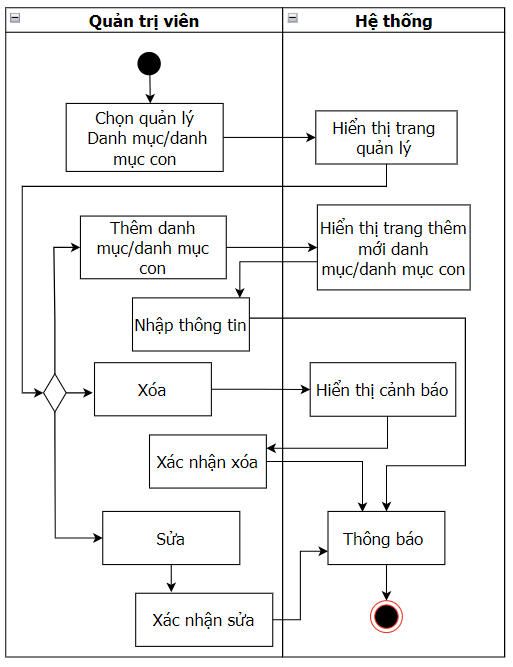 Quản trị viên
Hệ thống
Chọn quản lý
Danh mục/danh
mục con
Hiển thị trang
quản lý
Thêm danh
mục/danh mục
con
Hiển thị trang thêm
mới danh
mục/danh mục con
Nhập thông tin
Xóa
Hiển thị cảnh báo
Xác nhận xóa
Sửa
Thông báo
Xác nhận sửa